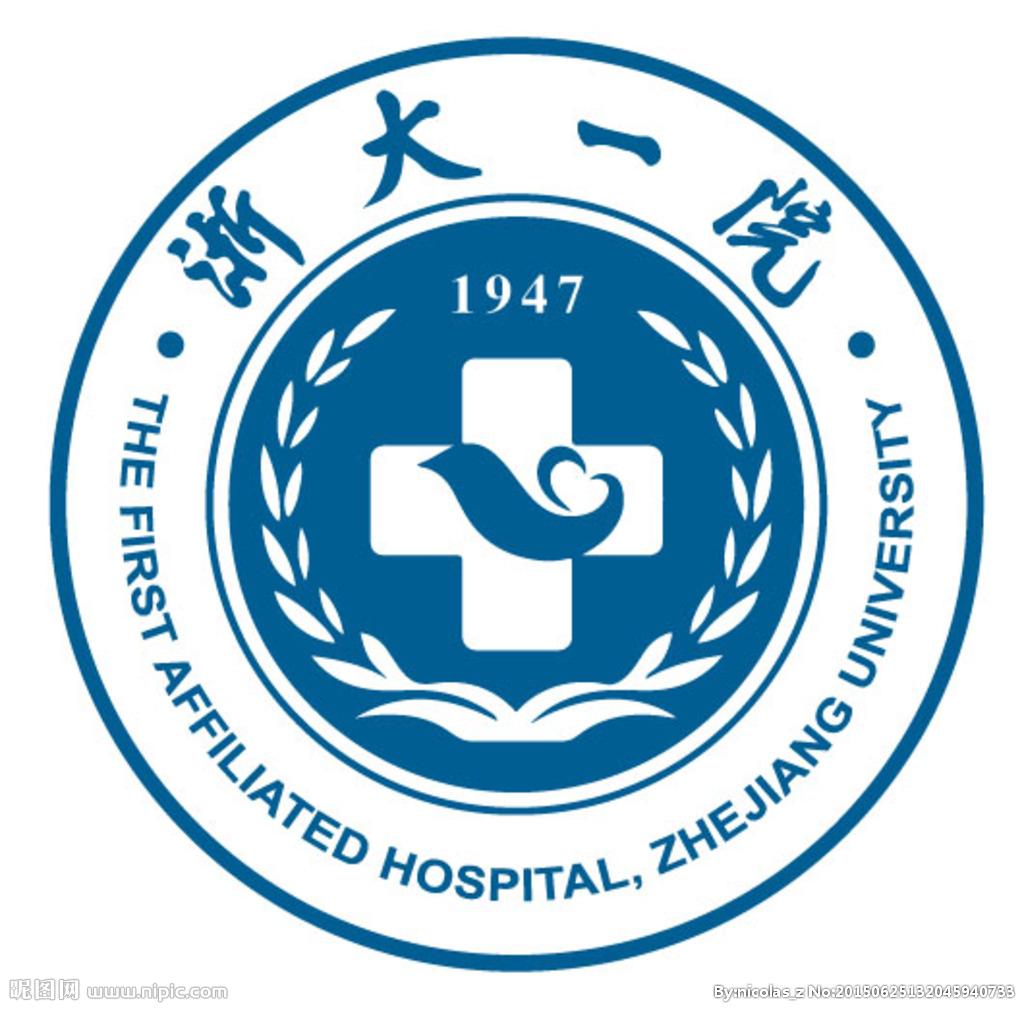 浙大一院
1947
THE FIRST AFFILIATED HOSPITAL, ZHEJIANG UNIVERSITY
昵图网 www.nipic.com
By:nicolas_z No:20150625132045940733